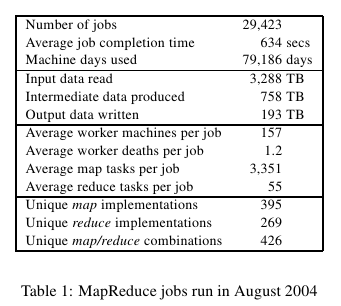 Number of jobs 29,423
Average job completion time 634 secs
Machine days used 79,186 days
Input data read 3,288 TB
Intermediate data produced 758 TB
Output data written 193 TB
Average worker machines per job 157
Average worker deaths per job 1.2
Average map tasks per job 3,351
Average reduce tasks per job 55
Unique map implementations 395
Unique reduce implementations 269
Unique map/reduce combinations 426
Table 1: MapReduce jobs run in August 2004